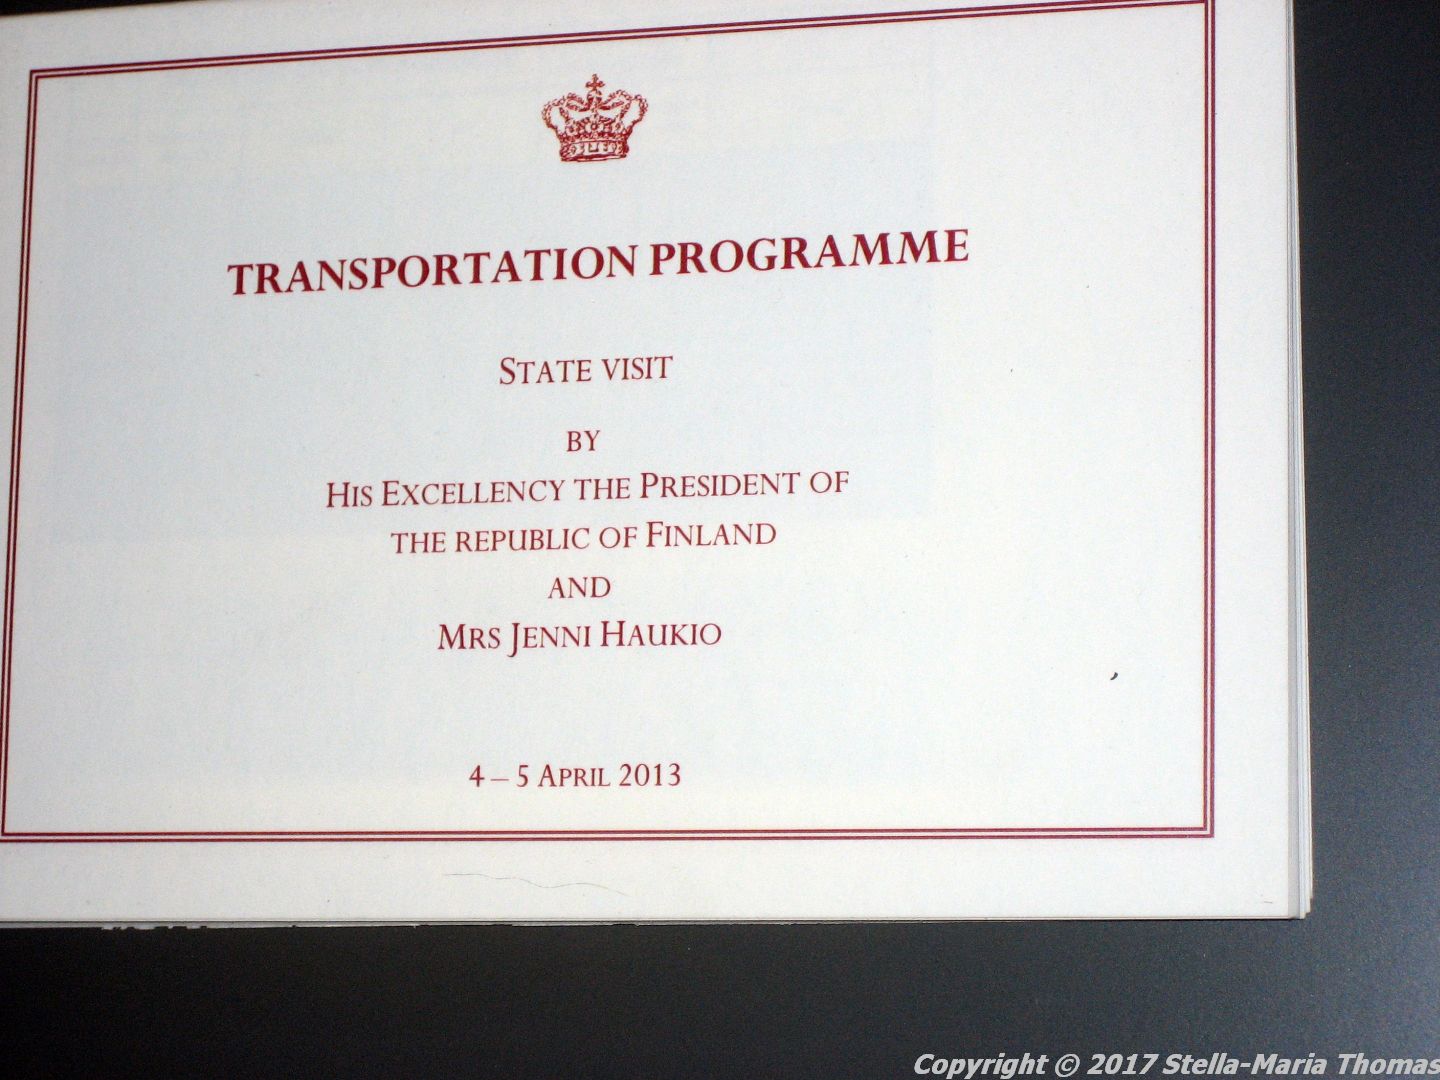 TRANSPORTATION PROGRAMME
STATE VISIT
BY
HIS EXCELLENCY THE PRESIDENT OF
THE REPUBLIC OF FINLAND
AND
MRS JENNI HAUKIO
4 – 5 APRIL 2013
Copyright © 2017 Stella-Maria Thomas